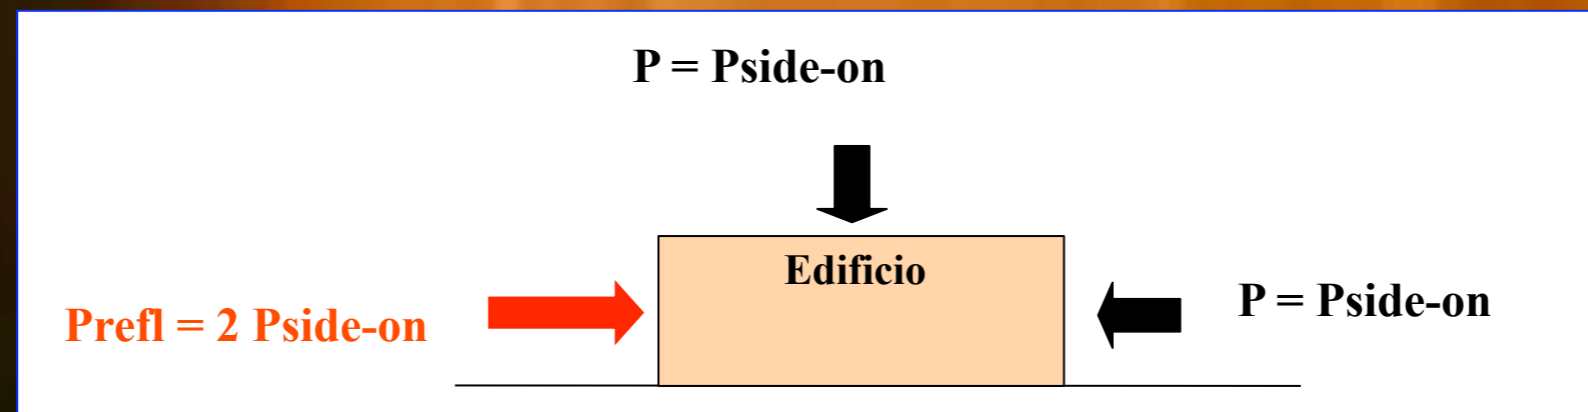 P = Pside-on
Edificio
P = Pside-on
Prefl = 2 Pside-on